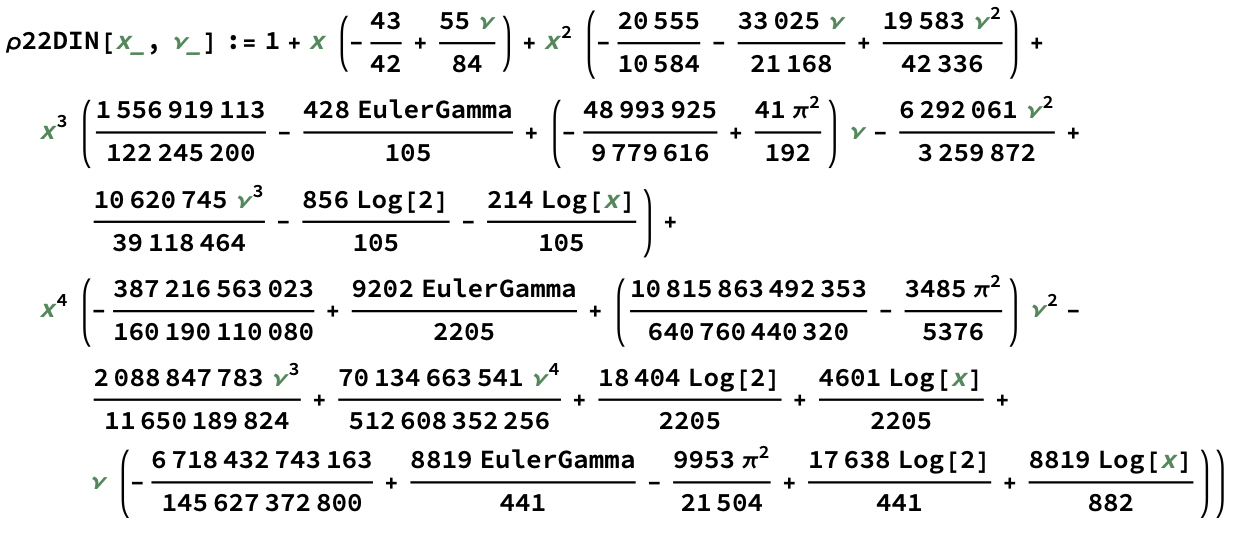 ρ22DIN[x_, ν_] := 1 + x (-43/42 + 55 ν/84) + x^2 (-20 555/10 584 - 33 025 ν/21 168 + 19 583 ν^2/42 336) +
x^3 (1 556 919 113/122 245 200 - 428 EulerGamma/105 + (-48 993 925/9 779 616 + 41 π^2/192) ν - 6 292 061 ν^2/3 259 872 +
10 620 745 ν^3/39 118 464 - 856 Log[2]/105 - 214 Log[x]/105) +
x^4 (-387 216 563 023/160 190 110 080 + 9202 EulerGamma/2205 + (10 815 863 492 353/640 760 440 320 - 3485 π^2/5376) ν^2 -
2 088 847 783 ν^3/11 650 189 824 + 70 134 663 541 ν^4/512 608 352 256 + 18 404 Log[2]/2205 + 4601 Log[x]/2205 +
ν (-6 718 432 743 163/145 627 372 800 + 8819 EulerGamma/441 - 9953 π^2/21 504 + 17 638 Log[2]/441 + 8819 Log[x]/882))